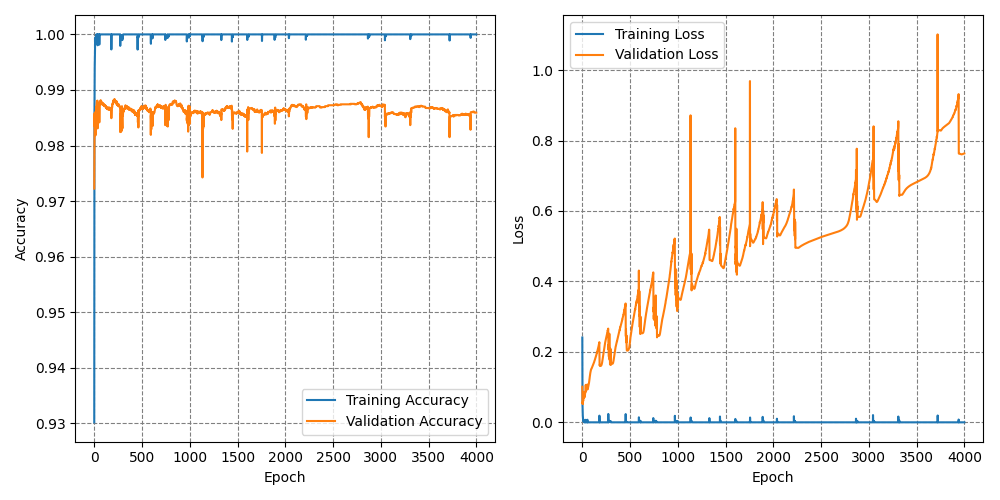 1.00
0.99
0.98
0.97
0.96
0.95
0.94
0.93
Accuracy
0 500 1000 1500 2000 2500 3000 3500 4000
Epoch
Training Accuracy
Validation Accuracy
1.0
0.8
0.6
0.4
0.2
0.0
Loss
0 500 1000 1500 2000 2500 3000 3500 4000
Epoch
Training Loss
Validation Loss